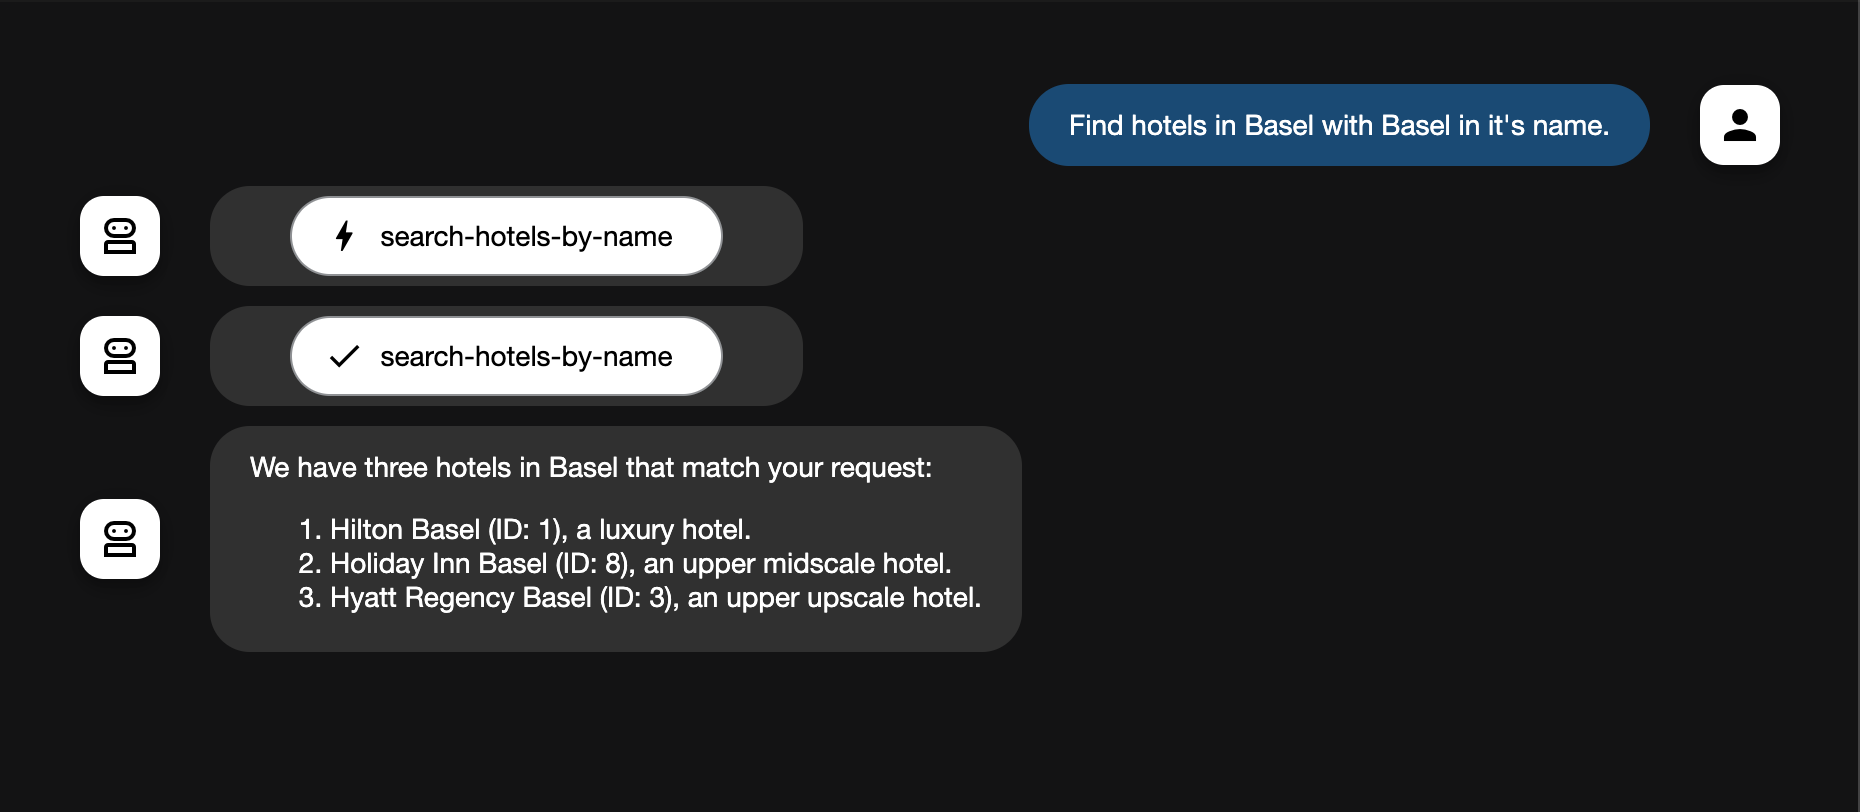 Find hotels in Basel with Basel in it's name.
search-hotels-by-name
search-hotels-by-name
We have three hotels in Basel that match your request:
1. Hilton Basel (ID: 1), a luxury hotel.
2. Holiday Inn Basel (ID: 8), an upper midscale hotel.
3. Hyatt Regency Basel (ID: 3), an upper upscale hotel.